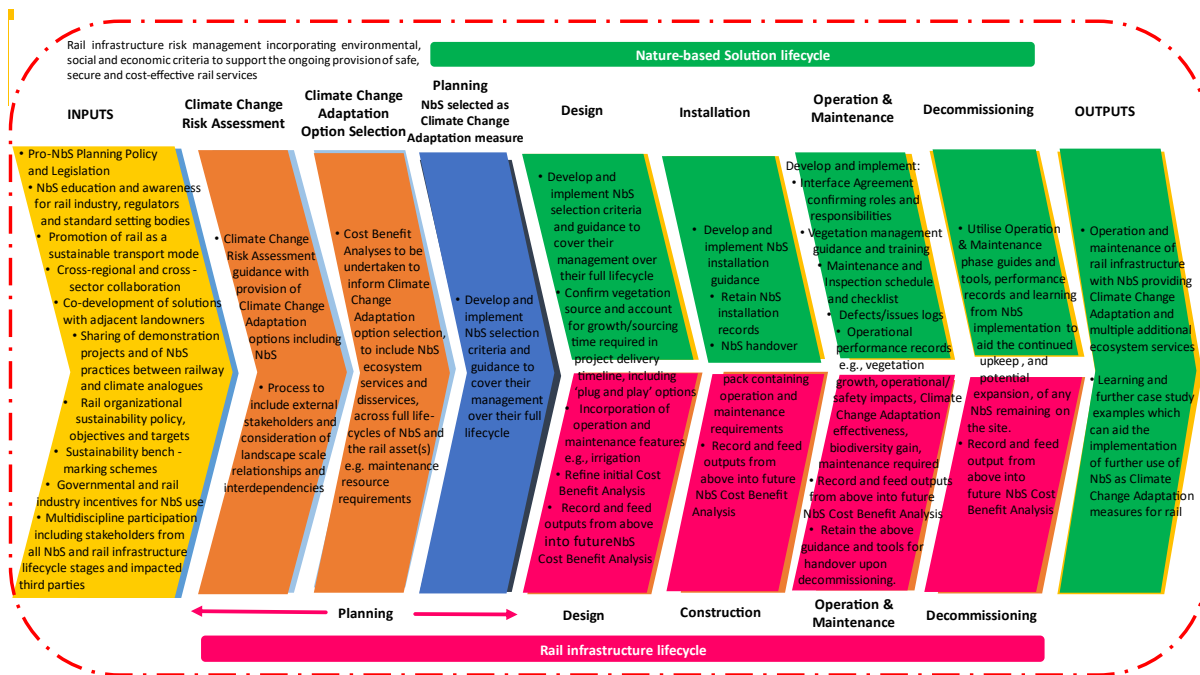 Rail infrastructure risk management incorporating environmental,
social and economic criteria to support the ongoing provision of safe,
secure and cost-effective rail services
Nature-based Solution lifecycle
INPUTS
Climate Change
Risk Assessment
Climate Change
Adaptation
Option Selection
Planning
NbS selected as
Climate Change
Adaptation measure
Design
Installation
Operation &
Maintenance
Decommissioning
OUTPUTS
• Pro-NbS Planning Policy
and Legislation
• NbS education and awareness
for rail industry, regulators
and standard setting bodies
• Promotion of rail as a
sustainable transport mode
• Cross-regional and cross -
sector collaboration
• Co-development of solutions
with adjacent landowners
• Sharing of demonstration
projects and of NbS
practices between railway
and climate analogues
• Rail organizational
sustainability policy,
objectives and targets
• Sustainability bench -
marking schemes
• Governmental and rail
industry incentives for NbS use
• Multidiscipline participation
including stakeholders from
all NbS and rail infrastructure
lifecycle stages and impacted
third parties
• Climate Change
Risk Assessment
guidance with
provision of
Climate Change
Adaptation
options including
NbS
• Process to
include external
stakeholders and
consideration of
landscape scale
relationships and
interdependencies
• Cost Benefit
Analyses to be
undertaken to
inform Climate
Change
Adaptation
option selection,
to include NbS
ecosystem
services and
disservices,
across full life-
cycles of NbS and
the rail asset(s)
e.g. maintenance
resource
requirements
• Develop and
implement
NbS selection
criteria and
guidance to
cover their
management
over their full
lifecycle
• Develop and
implement NbS
selection criteria
and guidance to
cover their
management over
their full lifecycle
• Confirm vegetation
source and account
for growth/sourcing
time required in
project delivery
timeline, including
'plug and play' options
• Incorporation of
operation and
maintenance features
e.g., irrigation
• Refine initial Cost
Benefit Analysis
• Record and feed
outputs from above
into futureNbS
Cost Benefit Analysis
• Develop and
implement NbS
installation
guidance
• Retain NbS
installation
records
• NbS handover
pack containing
operation and
maintenance
requirements
• Record and feed
outputs from
above into future
NbS Cost Benefit
Analysis
Develop and implement:
• Interface Agreement
confirming roles and
responsibilities
• Vegetation management
guidance and training
• Maintenance and
Inspection schedule
and checklist
• Defects/issues logs
• Operational
performance records
e.g., vegetation
growth, operational/
safety impacts, Climate
Change Adaptation
effectiveness,
biodiversity gain,
maintenance required
• Record and feed outputs
from above into future
NbS Cost Benefit Analysis
• Retain the above
guidance and tools for
handover upon
decommissioning.
• Utilise Operation
& Maintenance
phase guides and
tools, performance
records and learning
from NbS
implementation to
aid the continued
upkeep , and
potential
expansion, of any
NbS remaining on
the site.
• Record and feed
output from
above into
future NbS Cost
Benefit Analysis
• Operation and
maintenance of
rail infrastructure
with NbS providing
Climate Change
Adaptation and
multiple additional
ecosystem services
• Learning and
further case study
examples which
can aid the
implementation
of further use of
NbS as Climate
Change Adaptation
measures for rail
Planning
Design
Construction
Operation &
Maintenance
Decommissioning
Rail infrastructure lifecycle